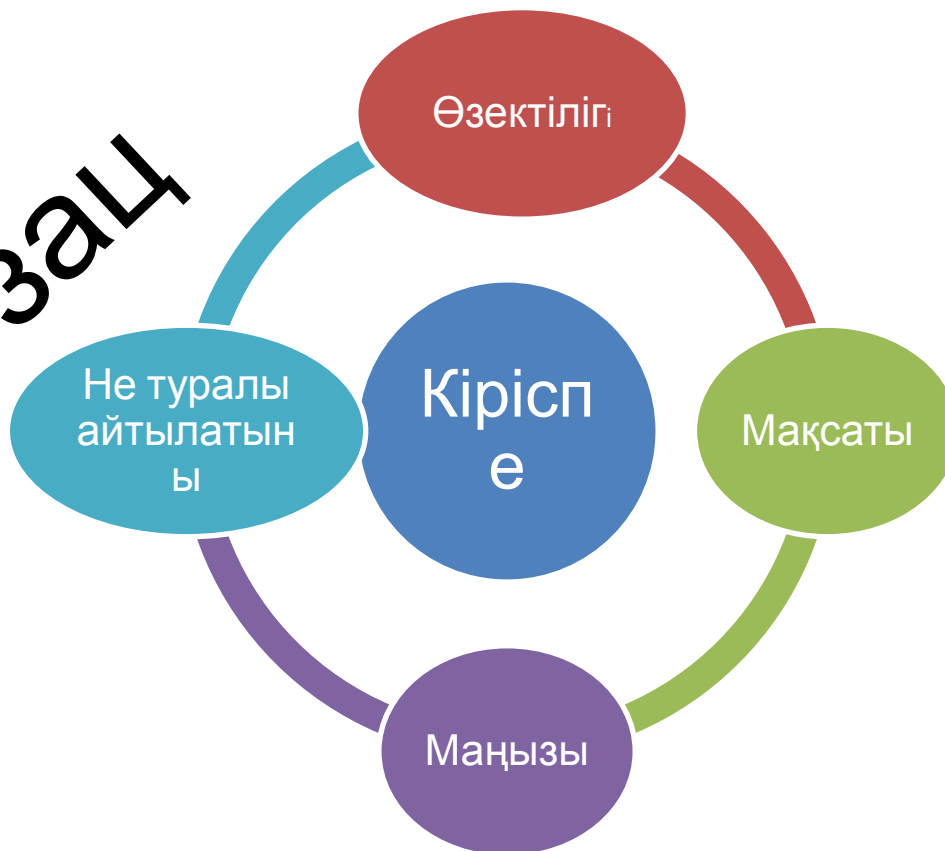 зац
Өзектілігі
Не туралы
айтылатын
ы
Кірісп
е
Мақсаты
Маңызы